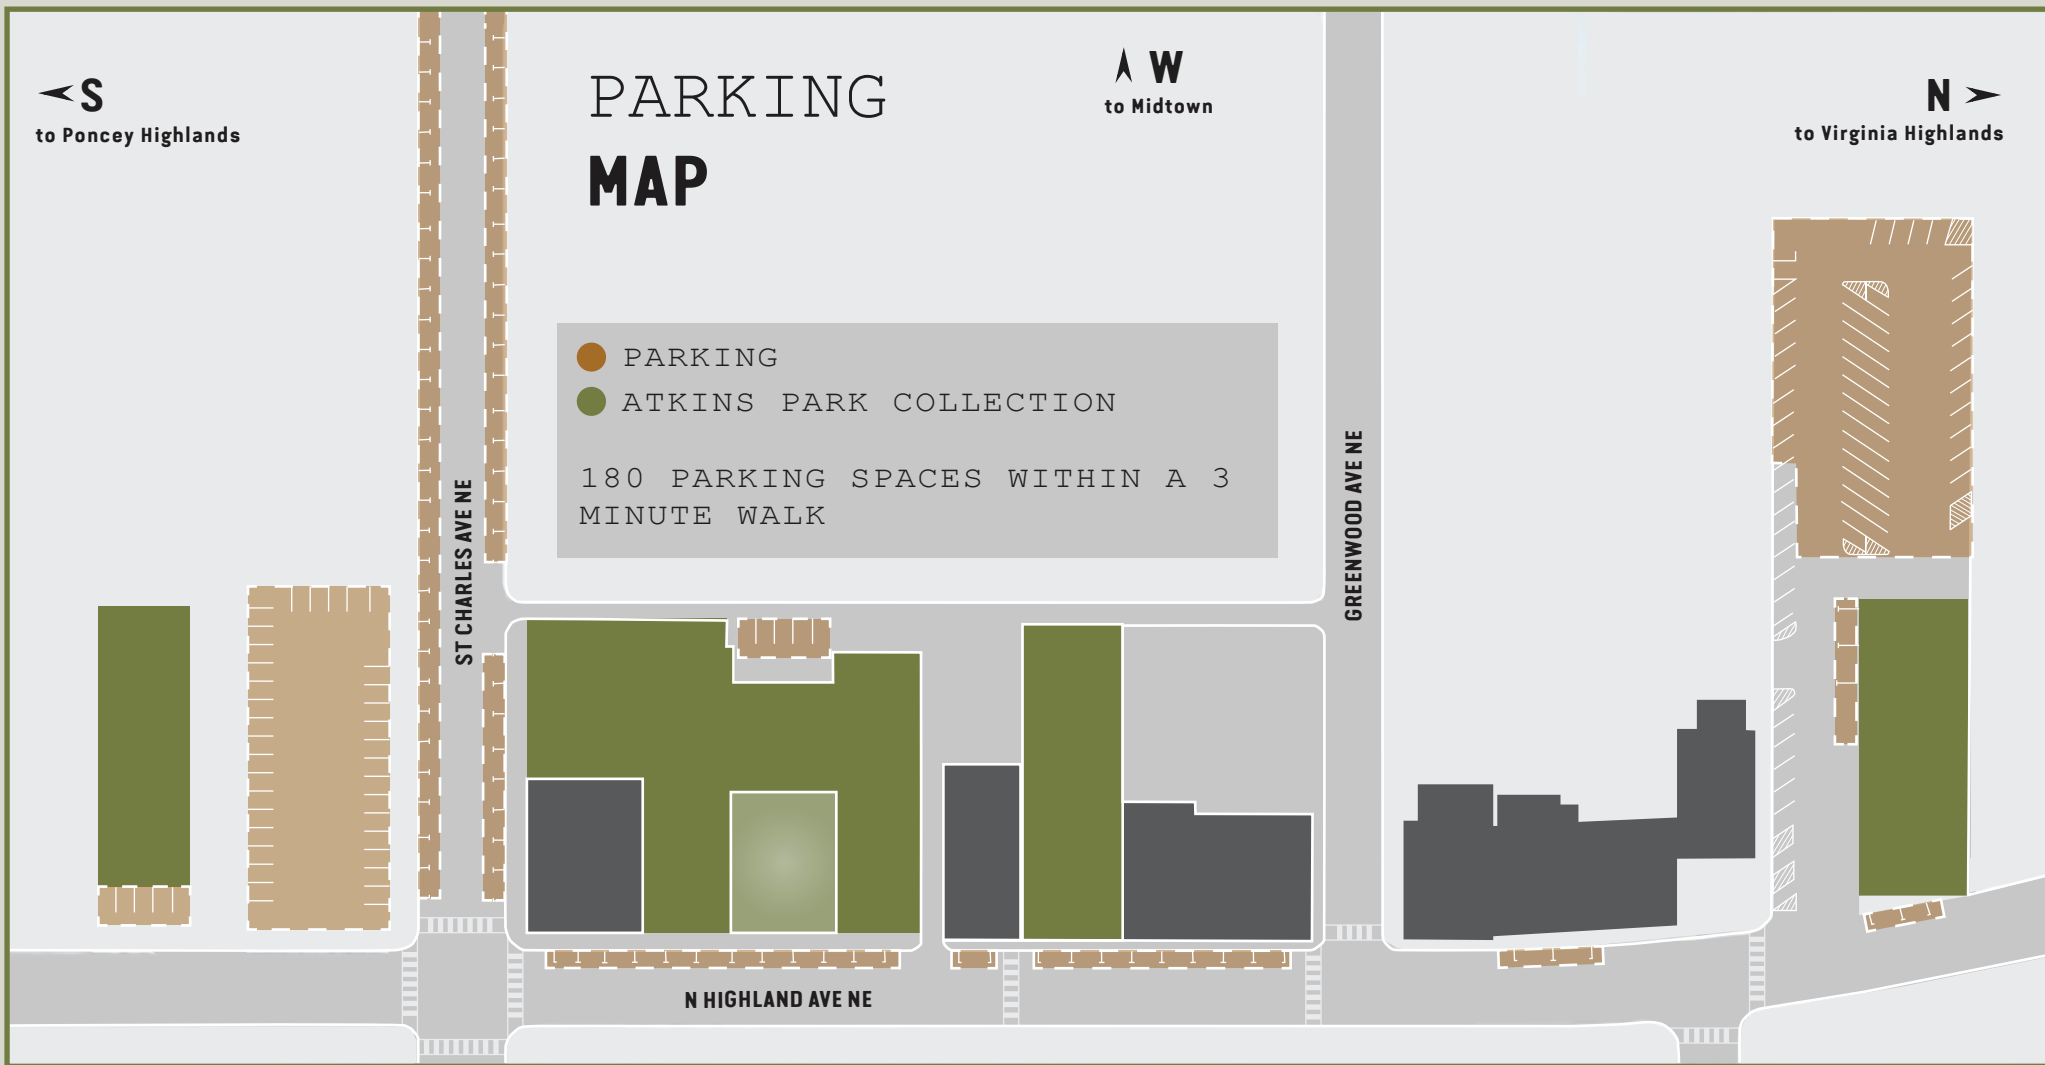 S
to Poncey Highlands
PARKING
MAP
W
to Midtown
N
to Virginia Highlands
PARKING
ATKINS PARK COLLECTION
180 PARKING SPACES WITHIN A 3
MINUTE WALK
ST CHARLES AVE NE
GREENWOOD AVE NE
N HIGHLAND AVE NE